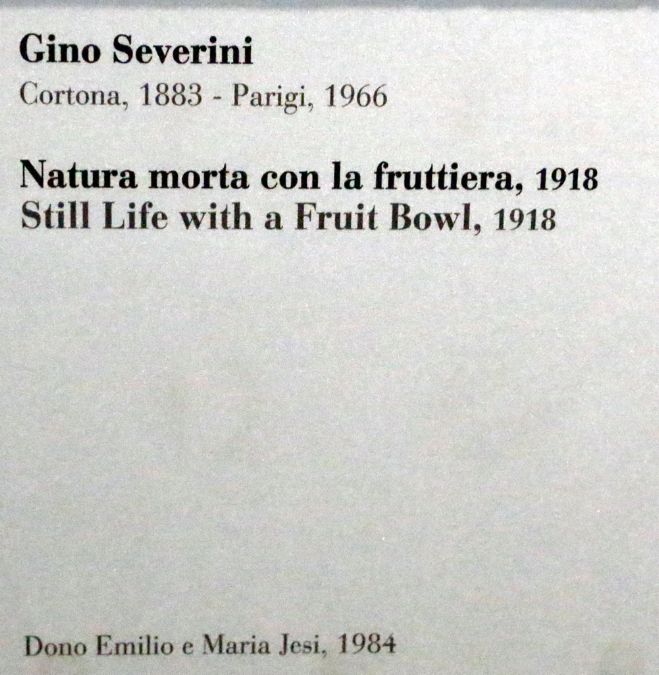 Gino Severini
Cortona, 1883 - Parigi, 1966
Natura morta con la fruttiera, 1918
Still Life with a Fruit Bowl, 1918
Dono Emilio e Maria Jesi, 1984